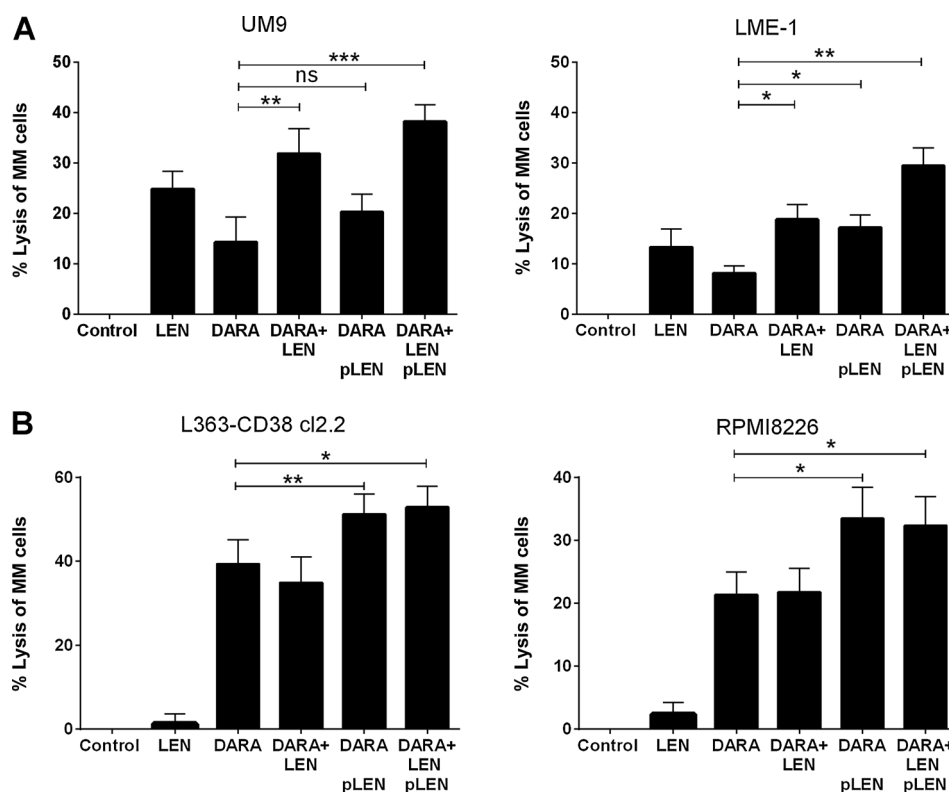 A
UM9
% Lysis of MM cells
50
40
30
20
10
0
***
ns
**
Control LEN DARA DARA+ DARA DARA+
LEN LEN
pLEN pLEN
LME-1
% Lysis of MM cells
50
40
30
20
10
0
**
*
*
Control LEN DARA DARA+ DARA DARA+
LEN LEN
pLEN pLEN
B
L363-CD38 cl2.2
% Lysis of MM cells
60
40
20
0
*
**
Control LEN DARA DARA+ DARA DARA+
LEN LEN
pLEN pLEN
RPMI8226
% Lysis of MM cells
40
30
20
10
0
*
*
Control LEN DARA DARA+ DARA DARA+
LEN LEN
pLEN pLEN